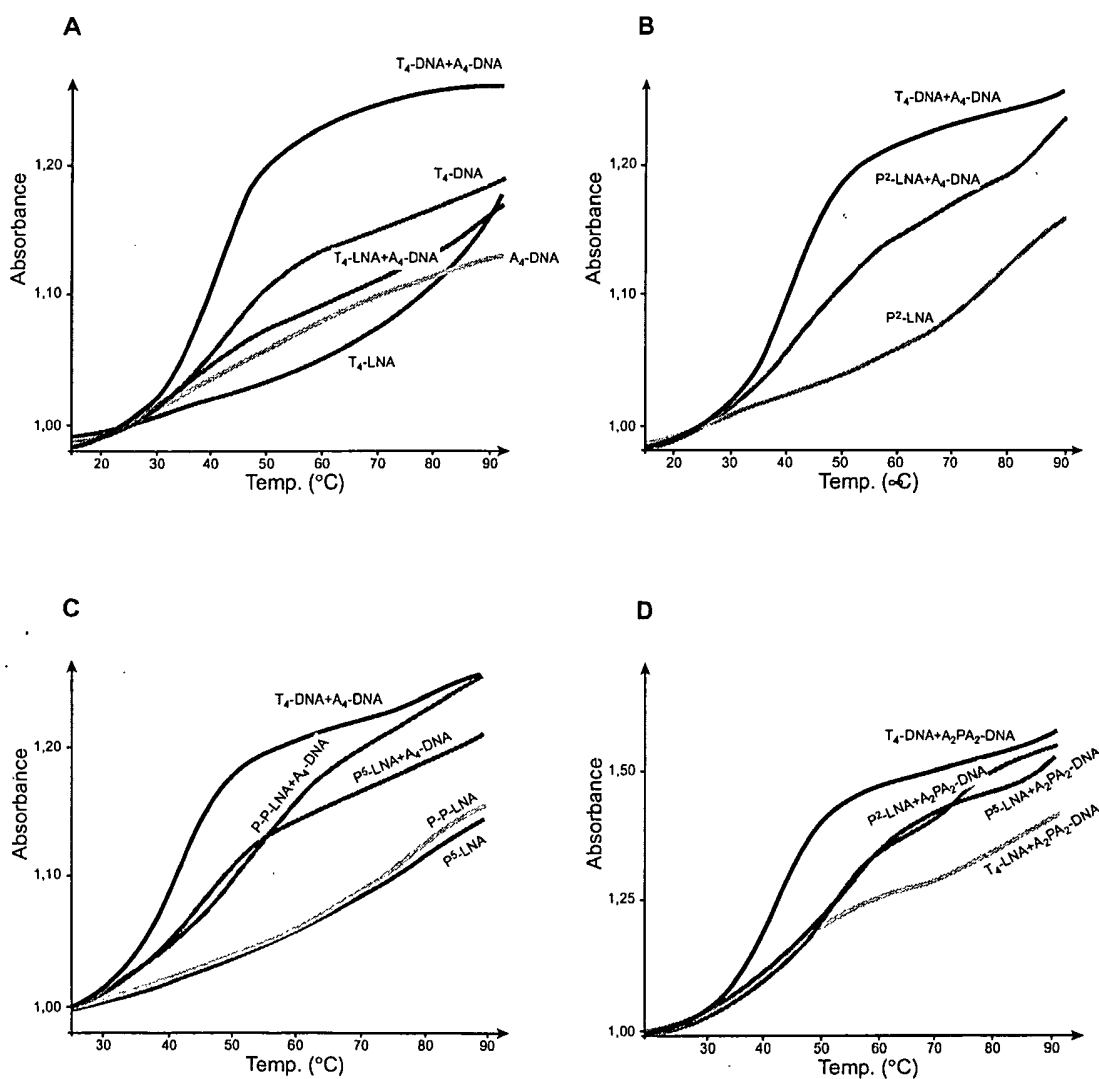 A
T4-DNA+A4-DNA
1,20
T4-DNA
T4-LNA+A4-DNA
A4-DNA
1,10
T4-LNA
1,00
Absorbance
20 30 40 50 60 70 80 90
Temp. (°C)
B
T4-DNA+A4-DNA
1,20
P2-LNA+A4-DNA
1,10
P2-LNA
1,00
Absorbance
20 30 40 50 60 70 80 90
Temp. (∞C)
C
T4-DNA+A4-DNA
1,20
P-P-LNA+A4-DNA
P5-LNA+A4-DNA
P-P-LNA
1,10
P5-LNA
1,00
Absorbance
30 40 50 60 70 80 90
Temp. (°C)
D
T4-DNA+A2PA2-DNA
1,50
P2-LNA+A2PA2-DNA
P5-LNA+A2PA2-DNA
T4-LNA+A2PA2-DNA
1,25
1,00
Absorbance
30 40 50 60 70 80 90
Temp. (°C)